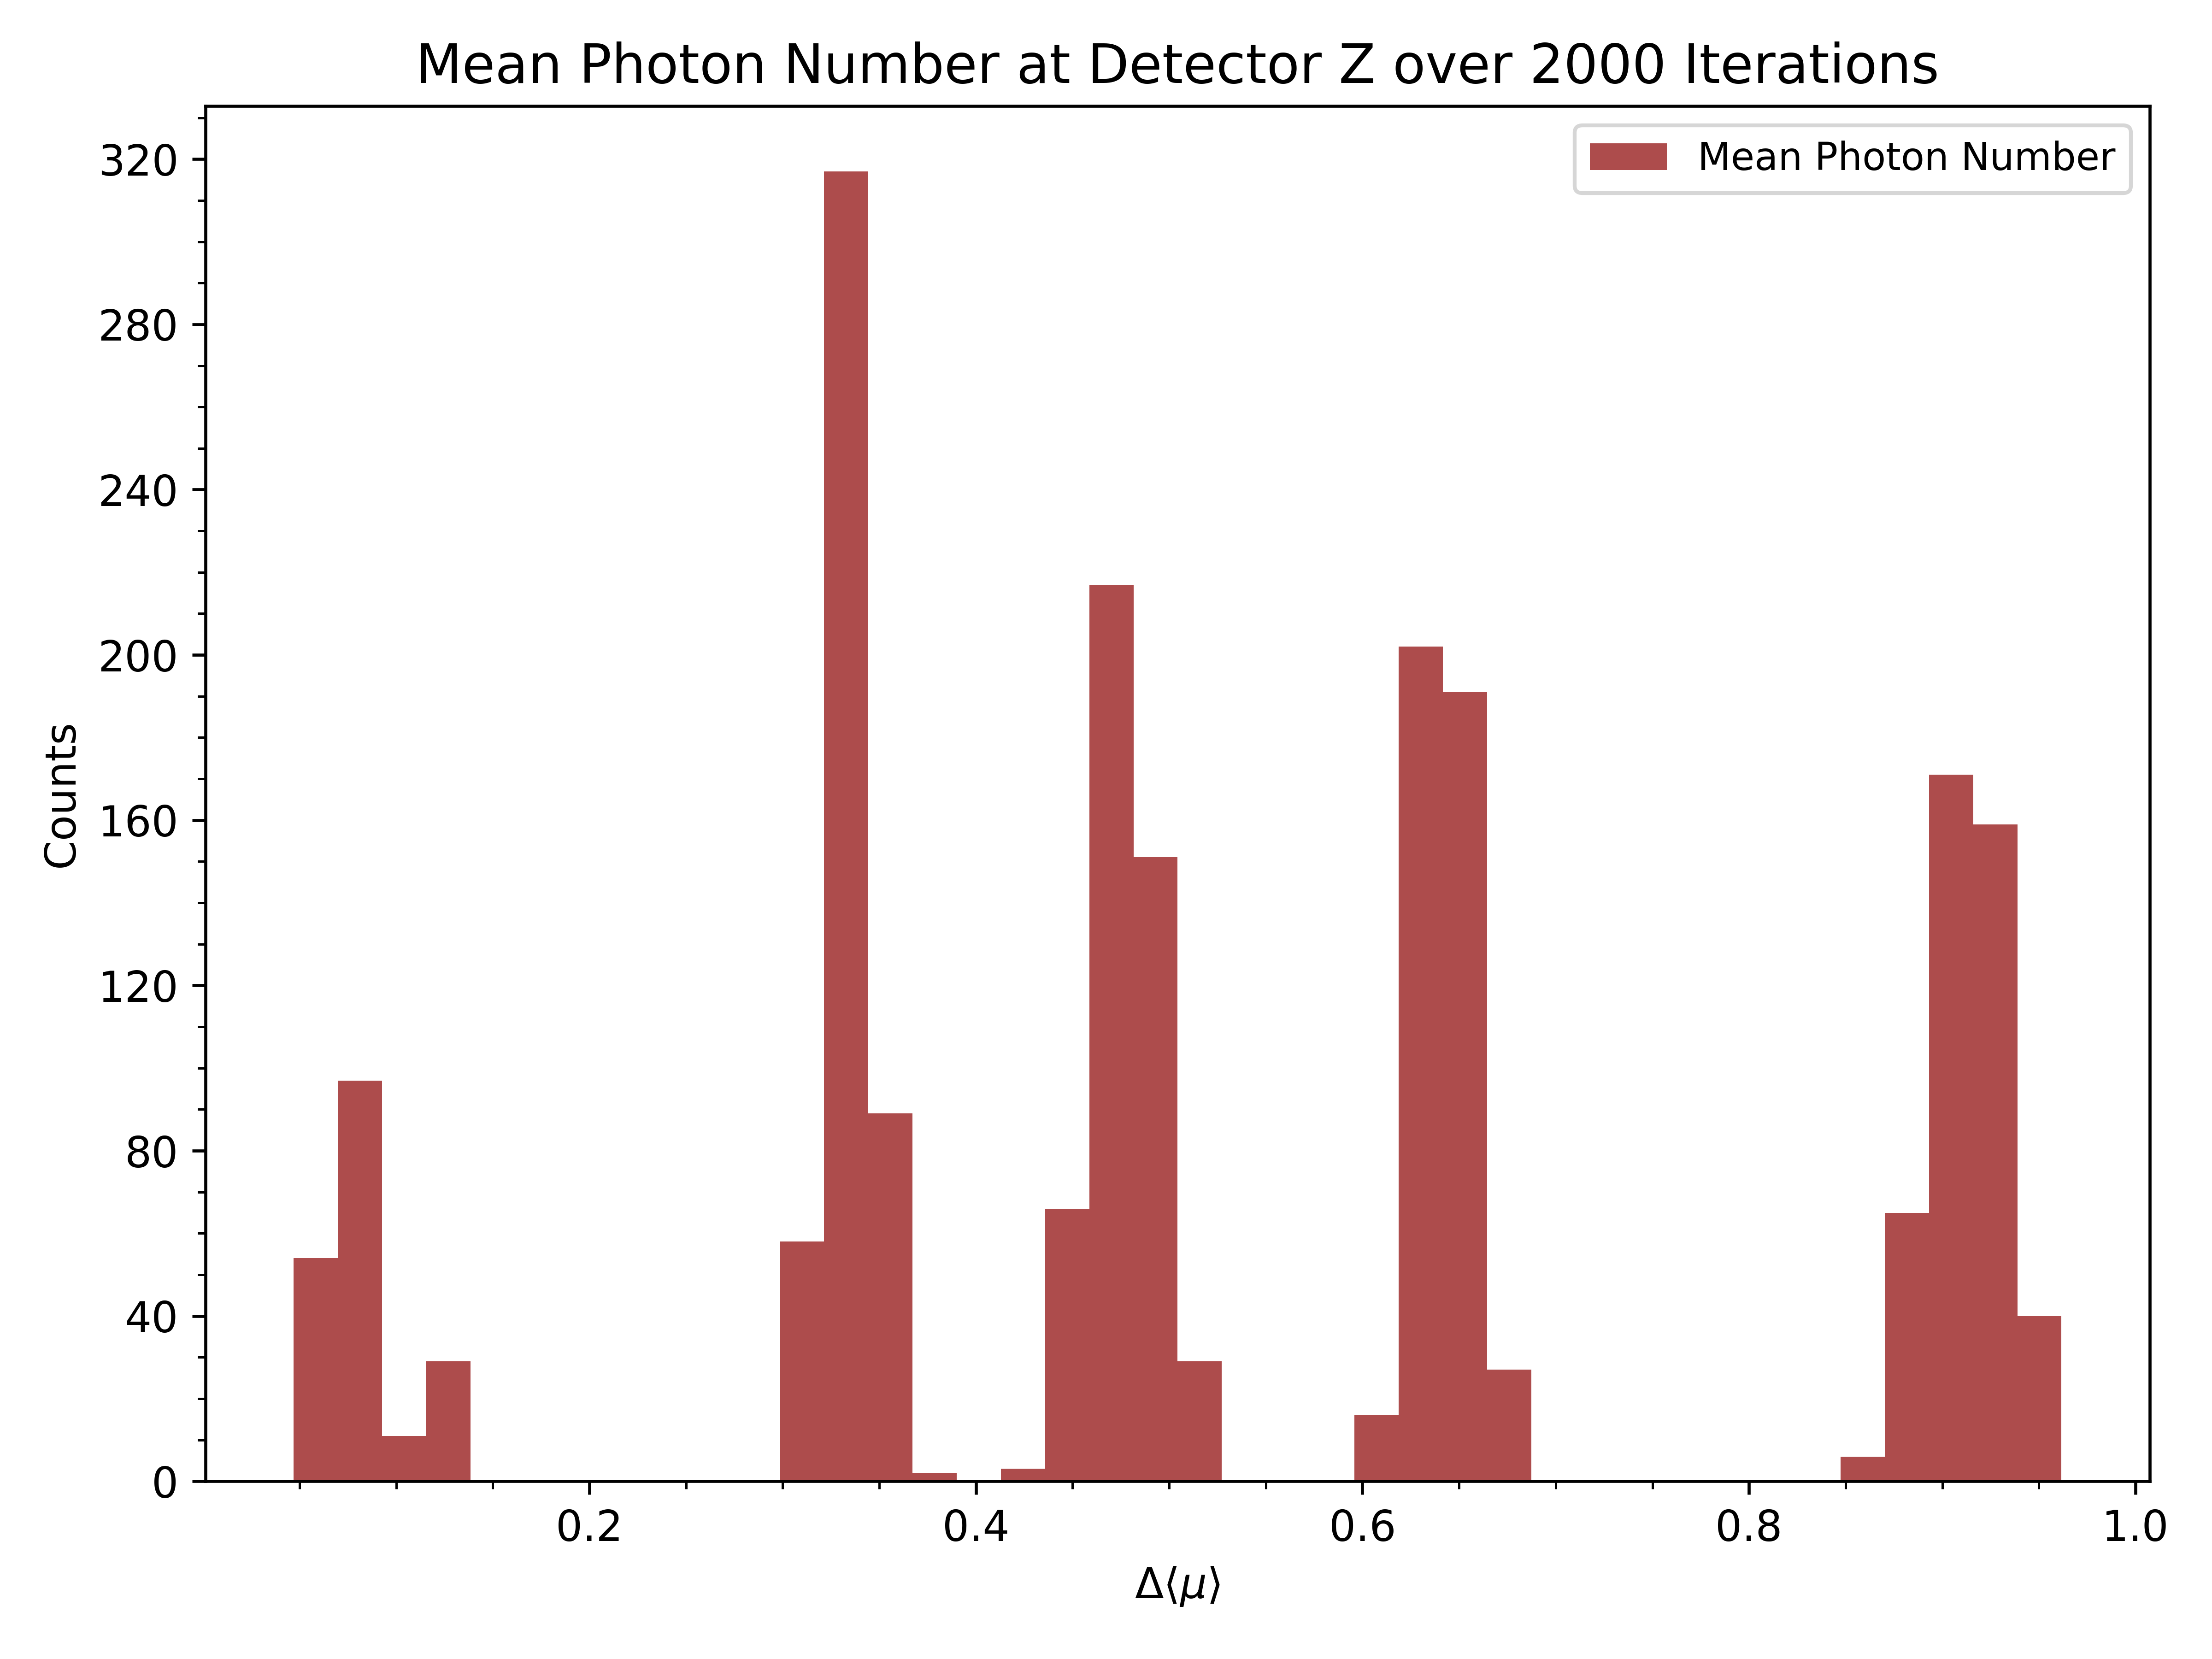 Mean Photon Number at Detector Z over 2000 Iterations
Mean Photon Number
320
280
240
200
160
120
80
40
0
Counts
0.2 0.4 0.6 0.8 1.0
Δ⟨μ⟩